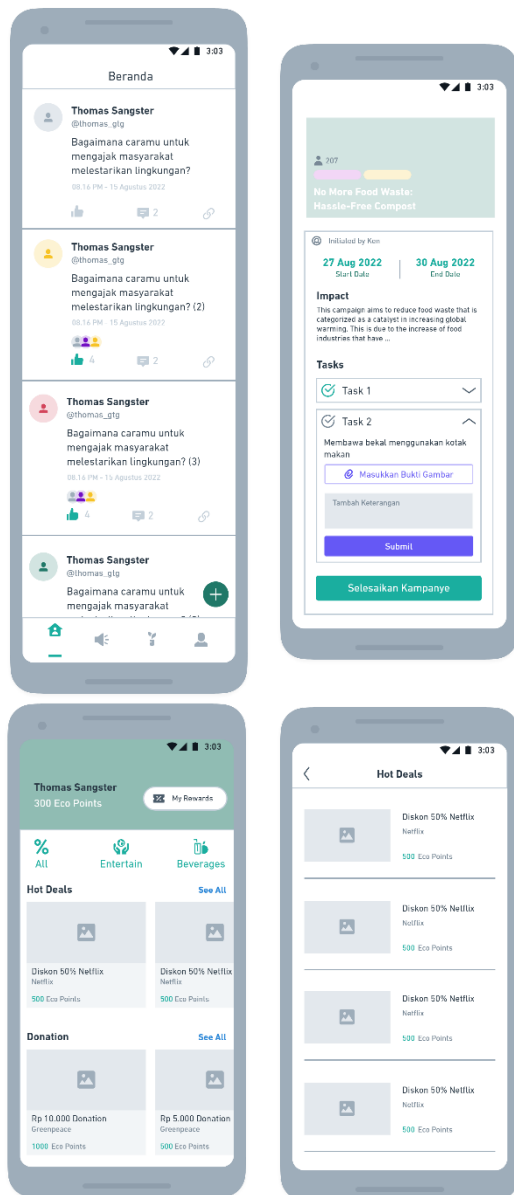 3:03
Beranda
Thomas Sangster
@thomas_gtg
Bagaimana caramu untuk
mengajak masyarakat
melestarikan lingkungan?
08.16 PM - 15 Agustus 2022
2
Thomas Sangster
@thomas_gtg
Bagaimana caramu untuk
mengajak masyarakat
melestarikan lingkungan? (2)
08.16 PM - 15 Agustus 2022
4 2
Thomas Sangster
@thomas_gtg
Bagaimana caramu untuk
mengajak masyarakat
melestarikan lingkungan? (3)
08.16 PM - 15 Agustus 2022
4 2
Thomas Sangster
@thomas_gtg
Bagaimana caramu untuk
mengajak masyarakat
3:03
207
No More Food Waste:
Hassle-Free Compost
Initiated by Ken
27 Aug 2022 30 Aug 2022
Start Date End Date
Impact
This campaign aims to reduce food waste that is
categorized as a catalyst in increasing global
warming. This is due to the increase of food
industries that have ...
Tasks
Task 1
Task 2
Membawa bekal menggunakan kotak
makan
Masukkan Bukti Gambar
Tambah Keterangan
Submit
Selesaikan Kampanye
3:03
Thomas Sangster
300 Eco Points
My Rewards
All Entertain Beverages
Hot Deals See All
Diskon 50% Netflix Diskon 50% Netflix
Netflix Netflix
500 Eco Points 500 Eco Points
Donation See All
Rp 10.000 Donation Rp 5.000 Donation
Greenpeace Greenpeace
1000 Eco Points 500 Eco Points
3:03
Hot Deals
Diskon 50% Netflix
Netflix
500 Eco Points
Diskon 50% Netflix
Netflix
500 Eco Points
Diskon 50% Netflix
Netflix
500 Eco Points
Diskon 50% Netflix
Netflix
500 Eco Points